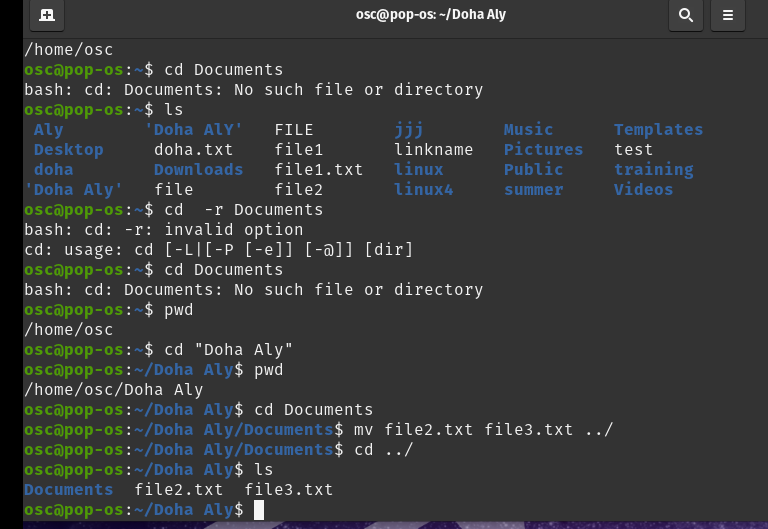 osc@pop-os: ~/Doha Aly
/home/osc
osc@pop-os:~$ cd Documents
bash: cd: Documents: No such file or directory
osc@pop-os:~$ ls
 Aly        'Doha AlY'   FILE        jjj        Music      Templates
 Desktop     doha.txt    file1       linkname   Pictures   test
 doha        Downloads   file1.txt   linux      Public     training
'Doha Aly'   file        file2       linux4     summer     Videos
osc@pop-os:~$ cd  -r Documents
bash: cd: -r: invalid option
cd: usage: cd [-L|[-P [-e]] [-@]] [dir]
osc@pop-os:~$ cd Documents
bash: cd: Documents: No such file or directory
osc@pop-os:~$ pwd
/home/osc
osc@pop-os:~$ cd "Doha Aly"
osc@pop-os:~/Doha Aly$ pwd
/home/osc/Doha Aly
osc@pop-os:~/Doha Aly$ cd Documents
osc@pop-os:~/Doha Aly/Documents$ mv file2.txt file3.txt ../
osc@pop-os:~/Doha Aly/Documents$ cd ../
osc@pop-os:~/Doha Aly$ ls
Documents  file2.txt  file3.txt
osc@pop-os:~/Doha Aly$